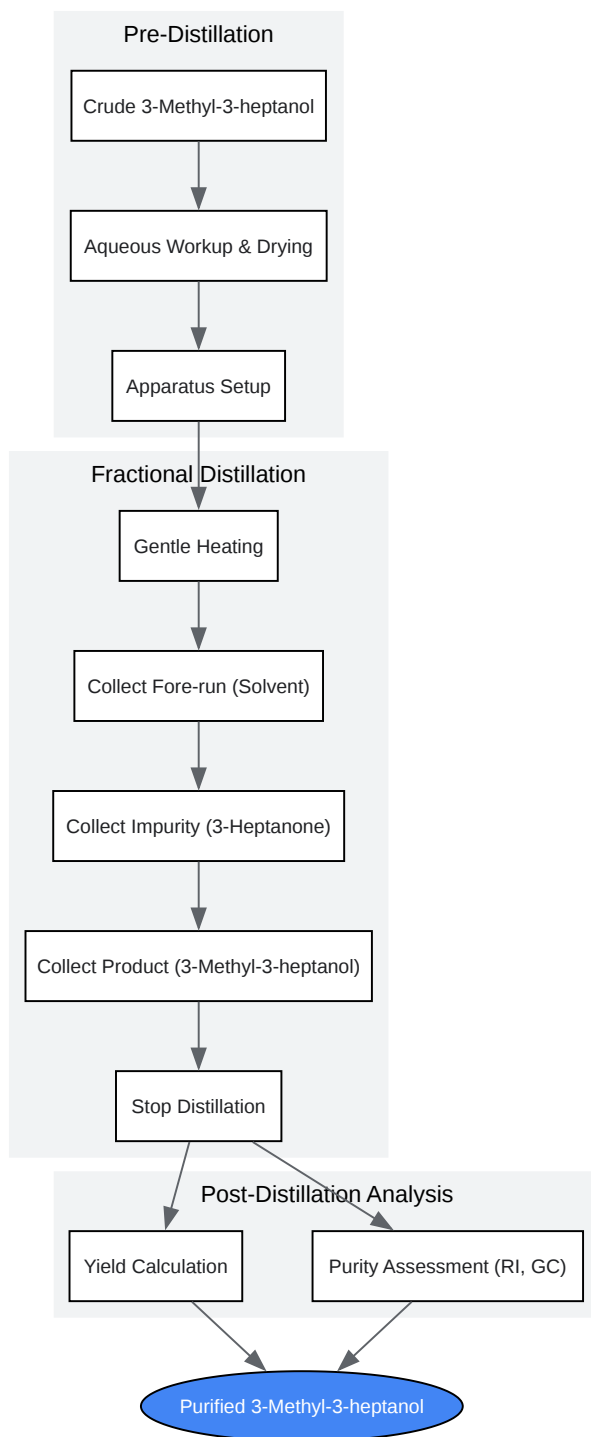 Pre-Distillation
Crude 3-Methyl-3-heptanol
Aqueous Workup & Drying
Apparatus Setup
Fractional Distillation
Gentle Heating
Collect Fore-run (Solvent)
Collect Impurity (3-Heptanone)
Collect Product (3-Methyl-3-heptanol)
Stop Distillation
Post-Distillation Analysis
Yield Calculation
Purity Assessment (RI, GC)
Purified 3-Methyl-3-heptanol